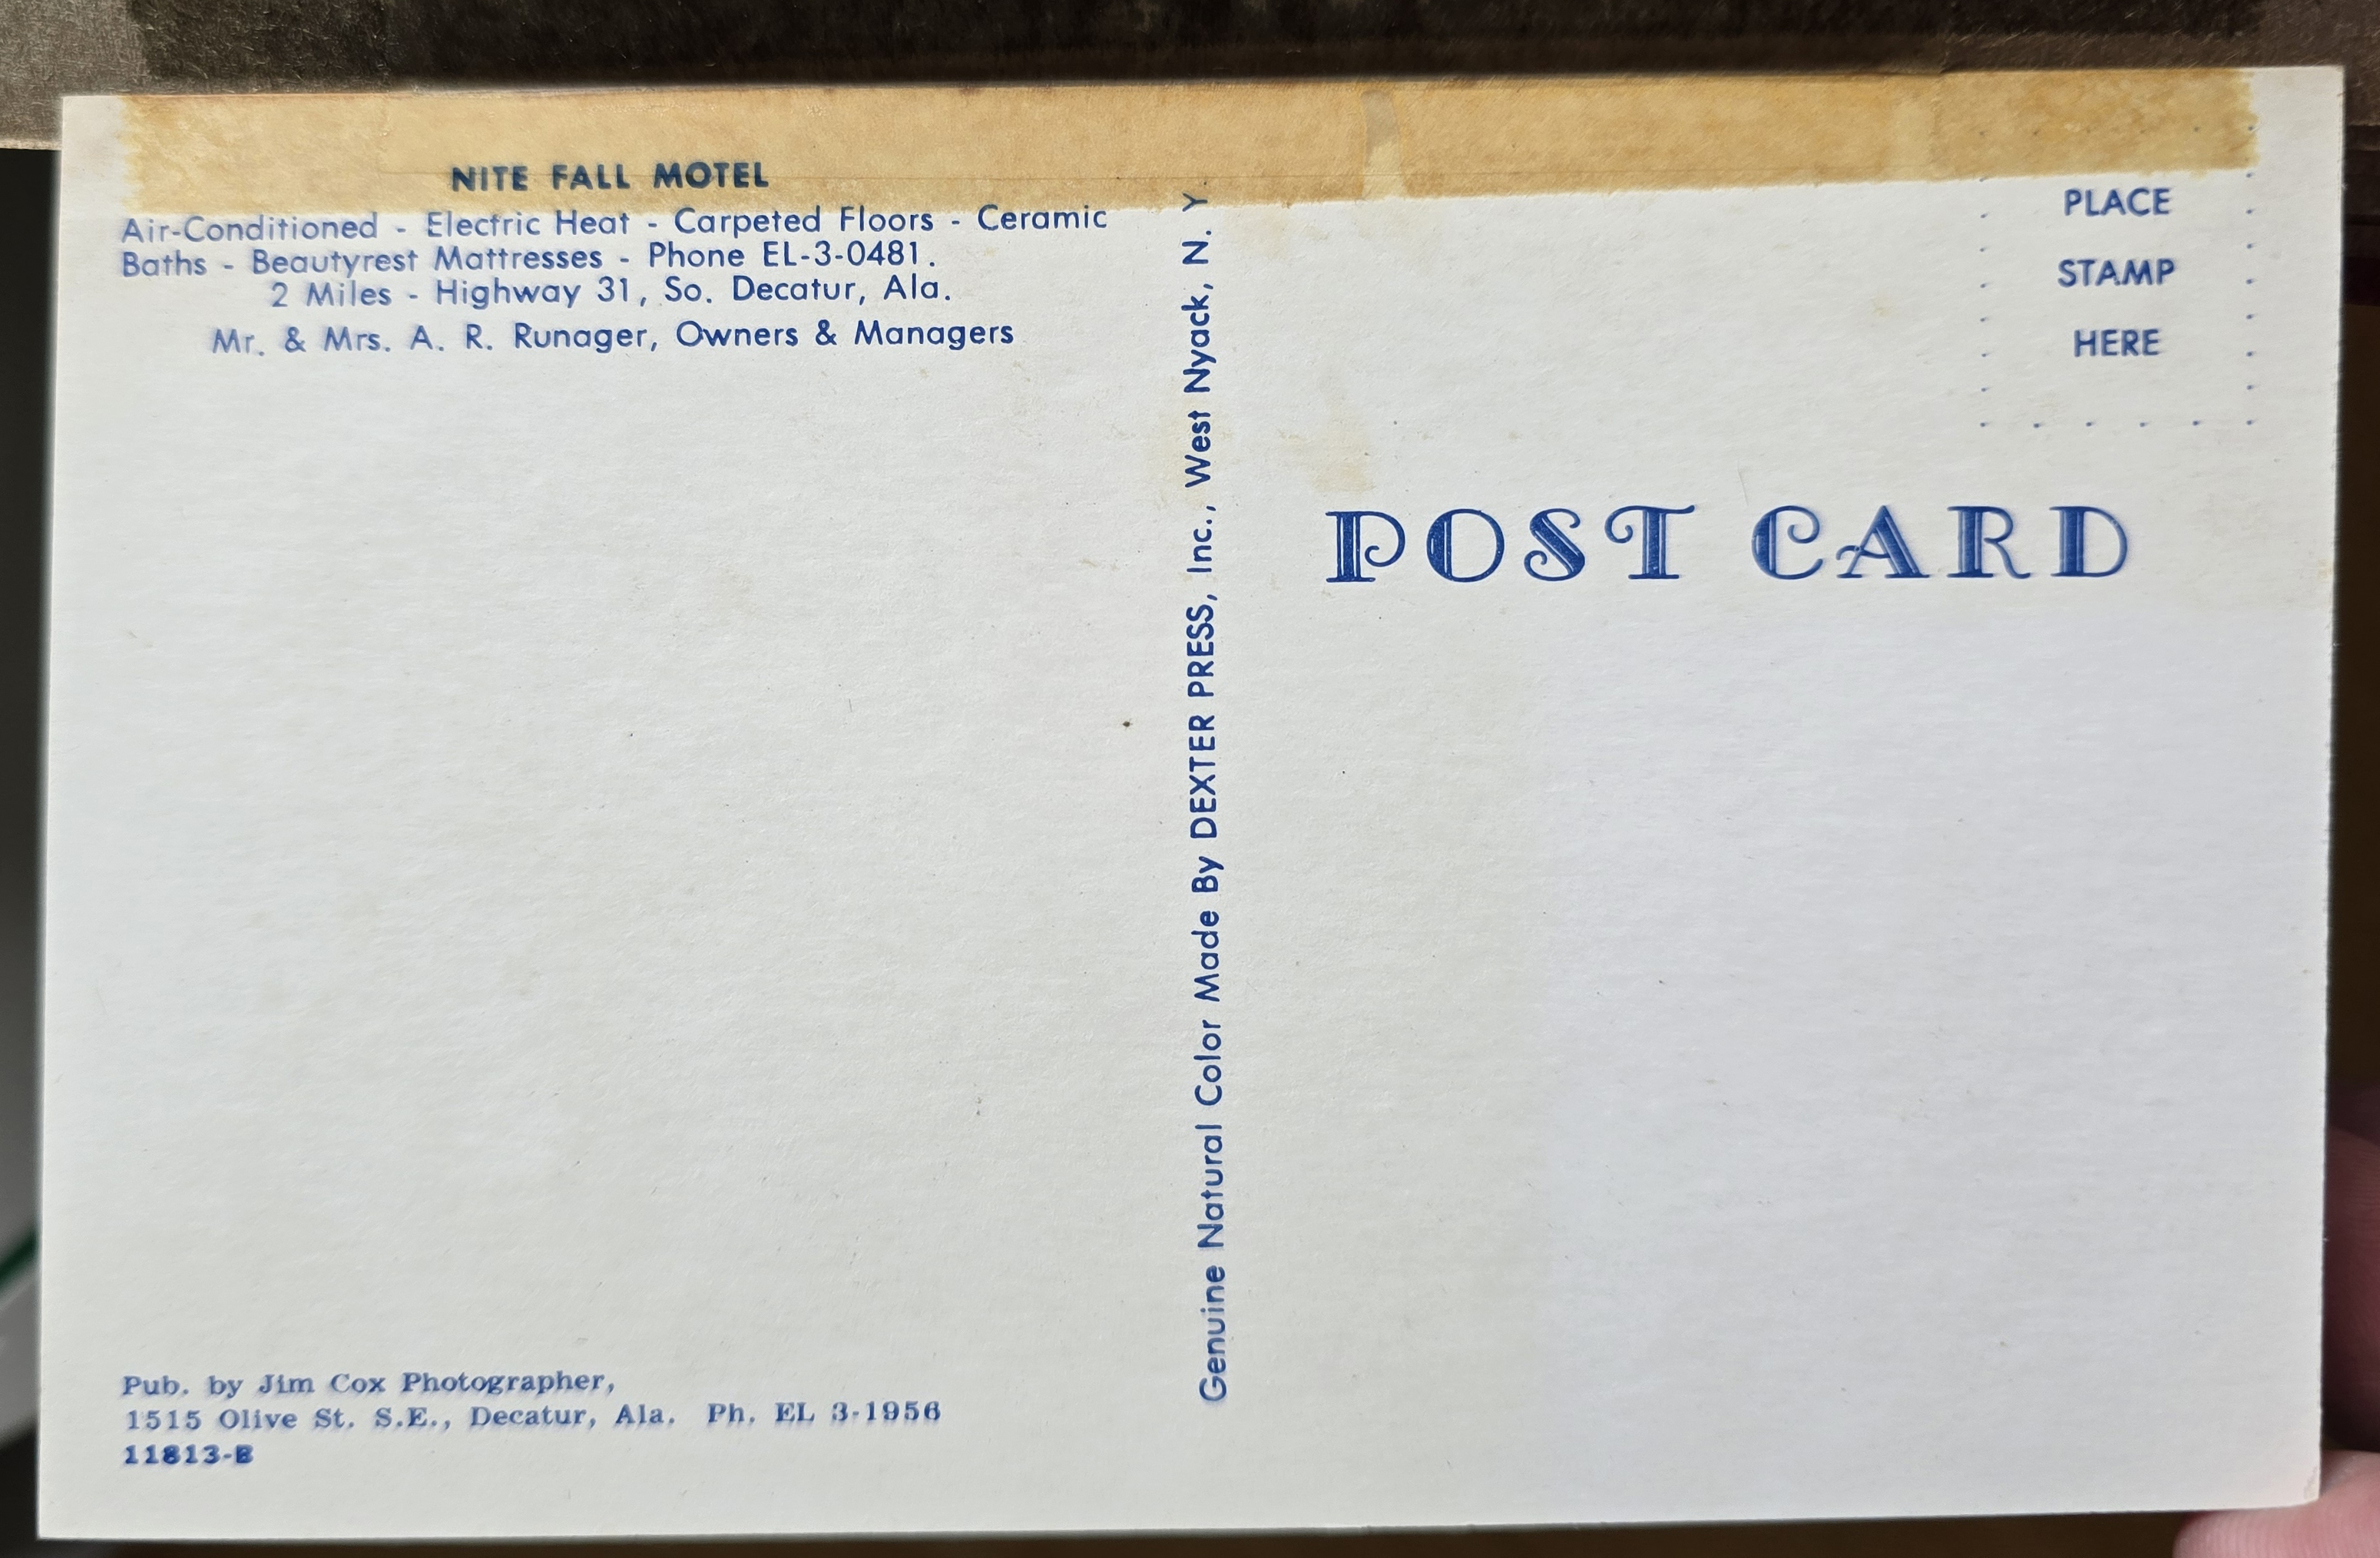 NITE FALL MOTEL
Air-Conditioned - Electric Heat - Carpeted Floors - Ceramic
Baths - Beautyrest Mattresses - Phone EL-3-0481.
2 Miles - Highway 31, So. Decatur, Ala.
Mr. & Mrs. A. R. Runager, Owners & Managers
Pub. by Jim Cox Photographer,
1515 Olive St. S.E., Decatur, Ala. Ph. EL 3-1956
11813-B
Genuine Natural Color Made By DEXTER PRESS, Inc., West Nyack, N. Y.
PLACE
STAMP
HERE
POST CARD